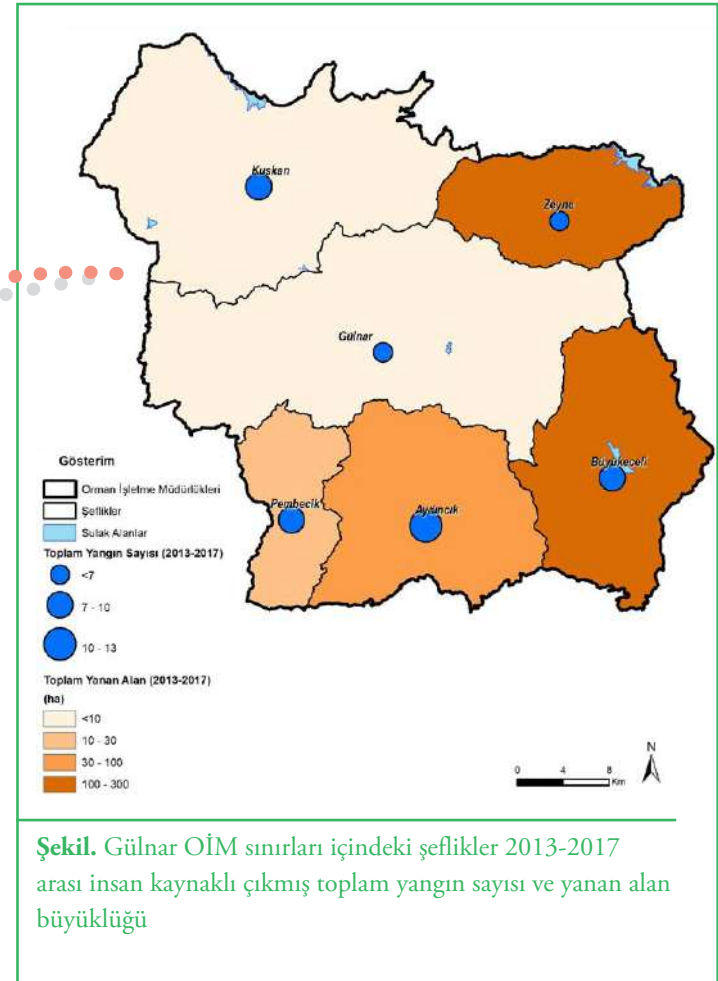 Kuskan
Zeyne
Gülnar
Büyükeceli
Pembecik
Ayuncık
Gösterim
Orman İşletme Müdürlükleri
Şeflikler
Sulak Alanlar
Toplam Yangın Sayısı (2013-2017)
<7
7 - 10
10 - 13
Toplam Yanan Alan (2013-2017)
(ha)
<10
10 - 30
30 - 100
100 - 300
N
0 4 8
Km
Şekil. Gülnar OİM sınırları içindeki şeflikler 2013-2017
arası insan kaynaklı çıkmış toplam yangın sayısı ve yanan alan
büyüklüğü